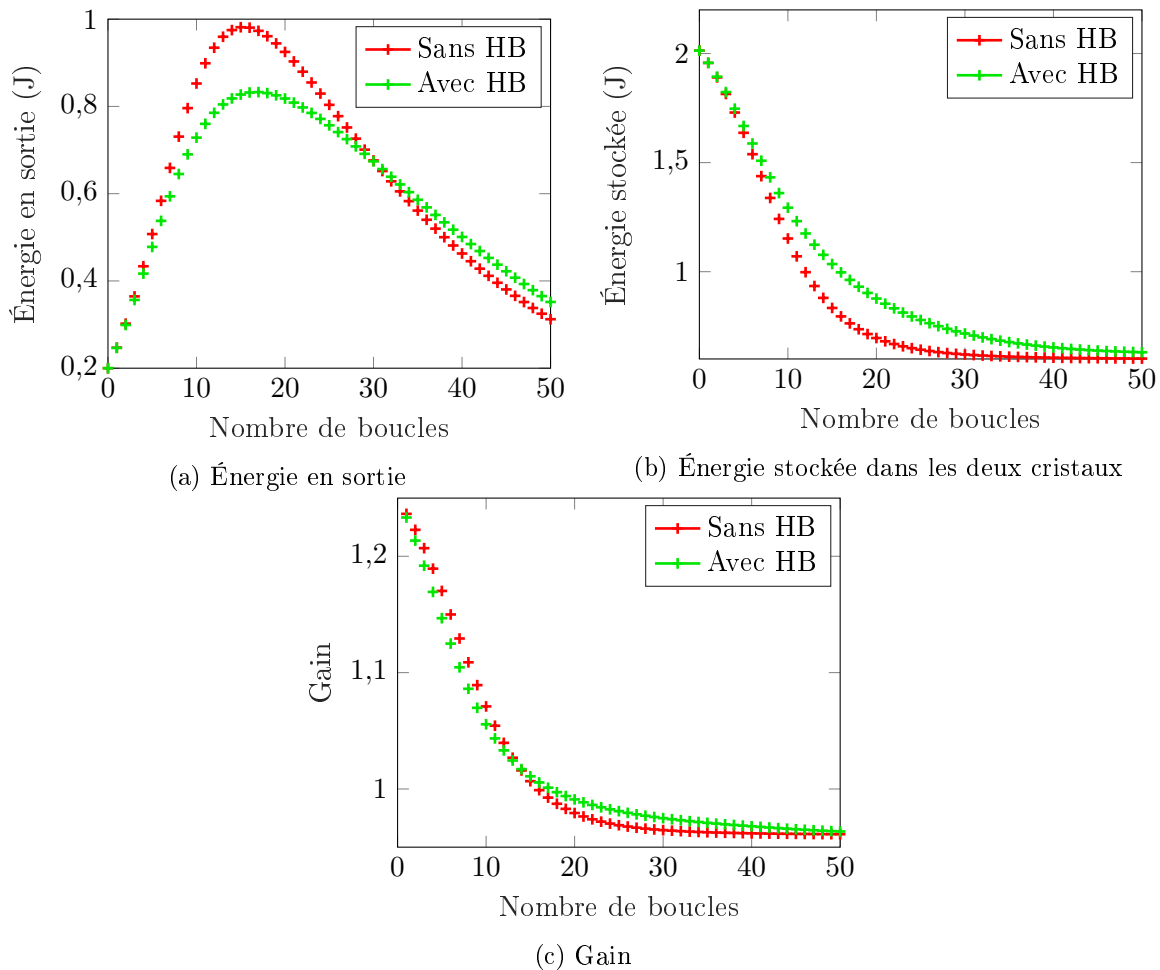 Énergie en sortie (J)
1
0,8
0,6
0,4
0,2
0 10 20 30 40 50
Nombre de boucles
Sans HB
Avec HB
(a) Énergie en sortie
Énergie stockée (J)
2
1,5
1
0 10 20 30 40 50
Nombre de boucles
Sans HB
Avec HB
(b) Énergie stockée dans les deux cristaux
Gain
1,2
1,1
1
0 10 20 30 40 50
Nombre de boucles
Sans HB
Avec HB
(c) Gain